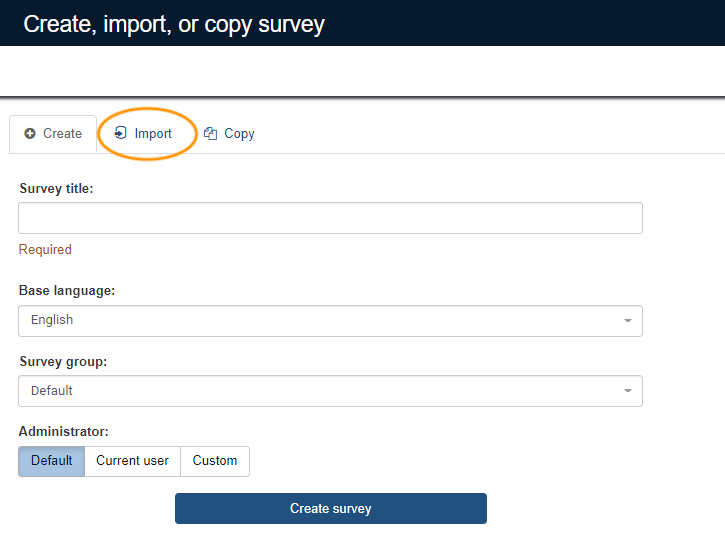 Create, import, or copy survey
Create Import Copy
Survey title:
Required
Base language:
English
Survey group:
Default
Administrator:
Default Current user Custom
Create survey